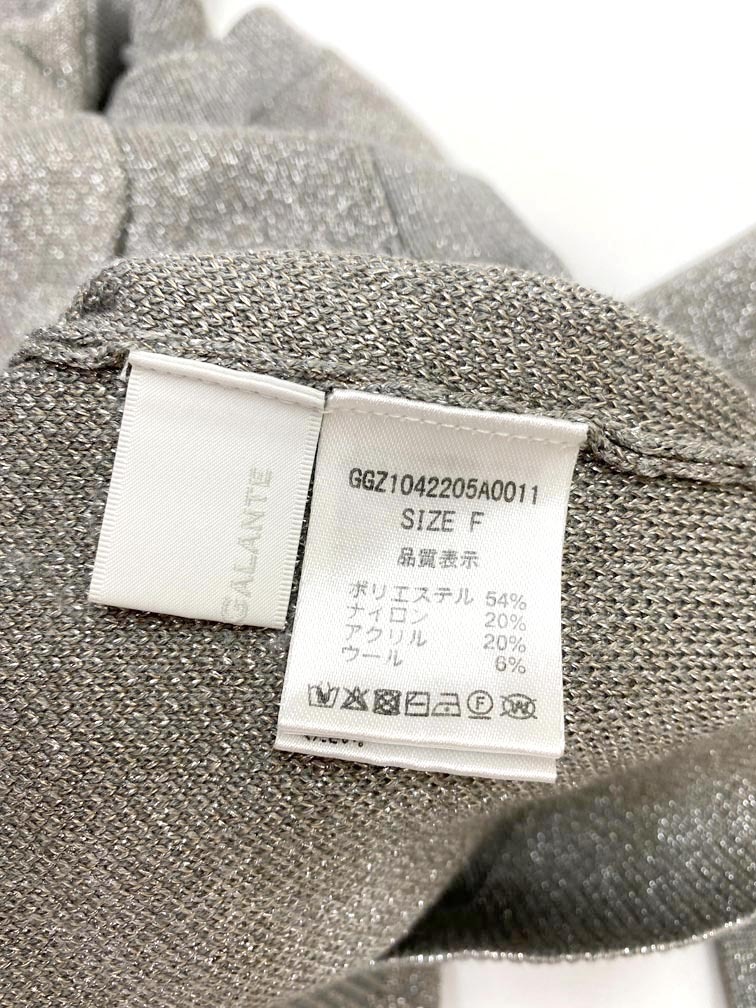 GALANTE
GGZ1042205A0011
SIZE F
品質表示
ポリエステル 54%
ナイロン 20%
アクリル 20%
ウール 6%
F
W